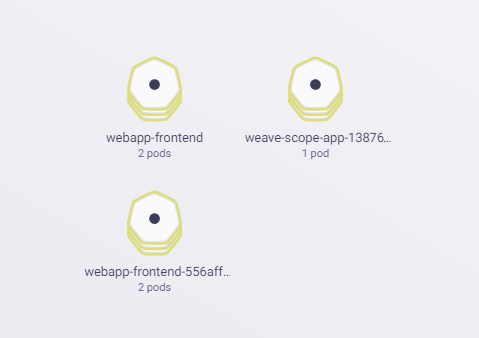 webapp-frontend
2 pods
weave-scope-app-13876...
1 pod
webapp-frontend-556aff...
2 pods